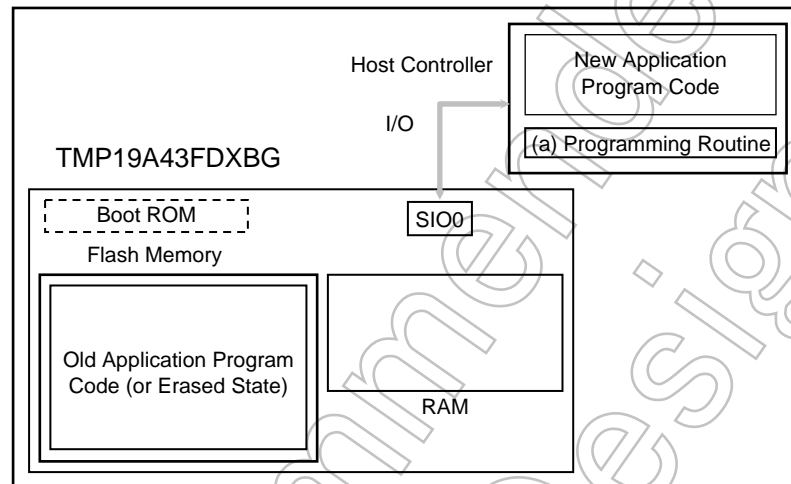 Host Controller
New Application
Program Code
I/O
(a) Programming Routine
TMP19A43FDXBG
Boot ROM
SIO0
Flash Memory
Old Application Program
Code (or Erased State)
RAM